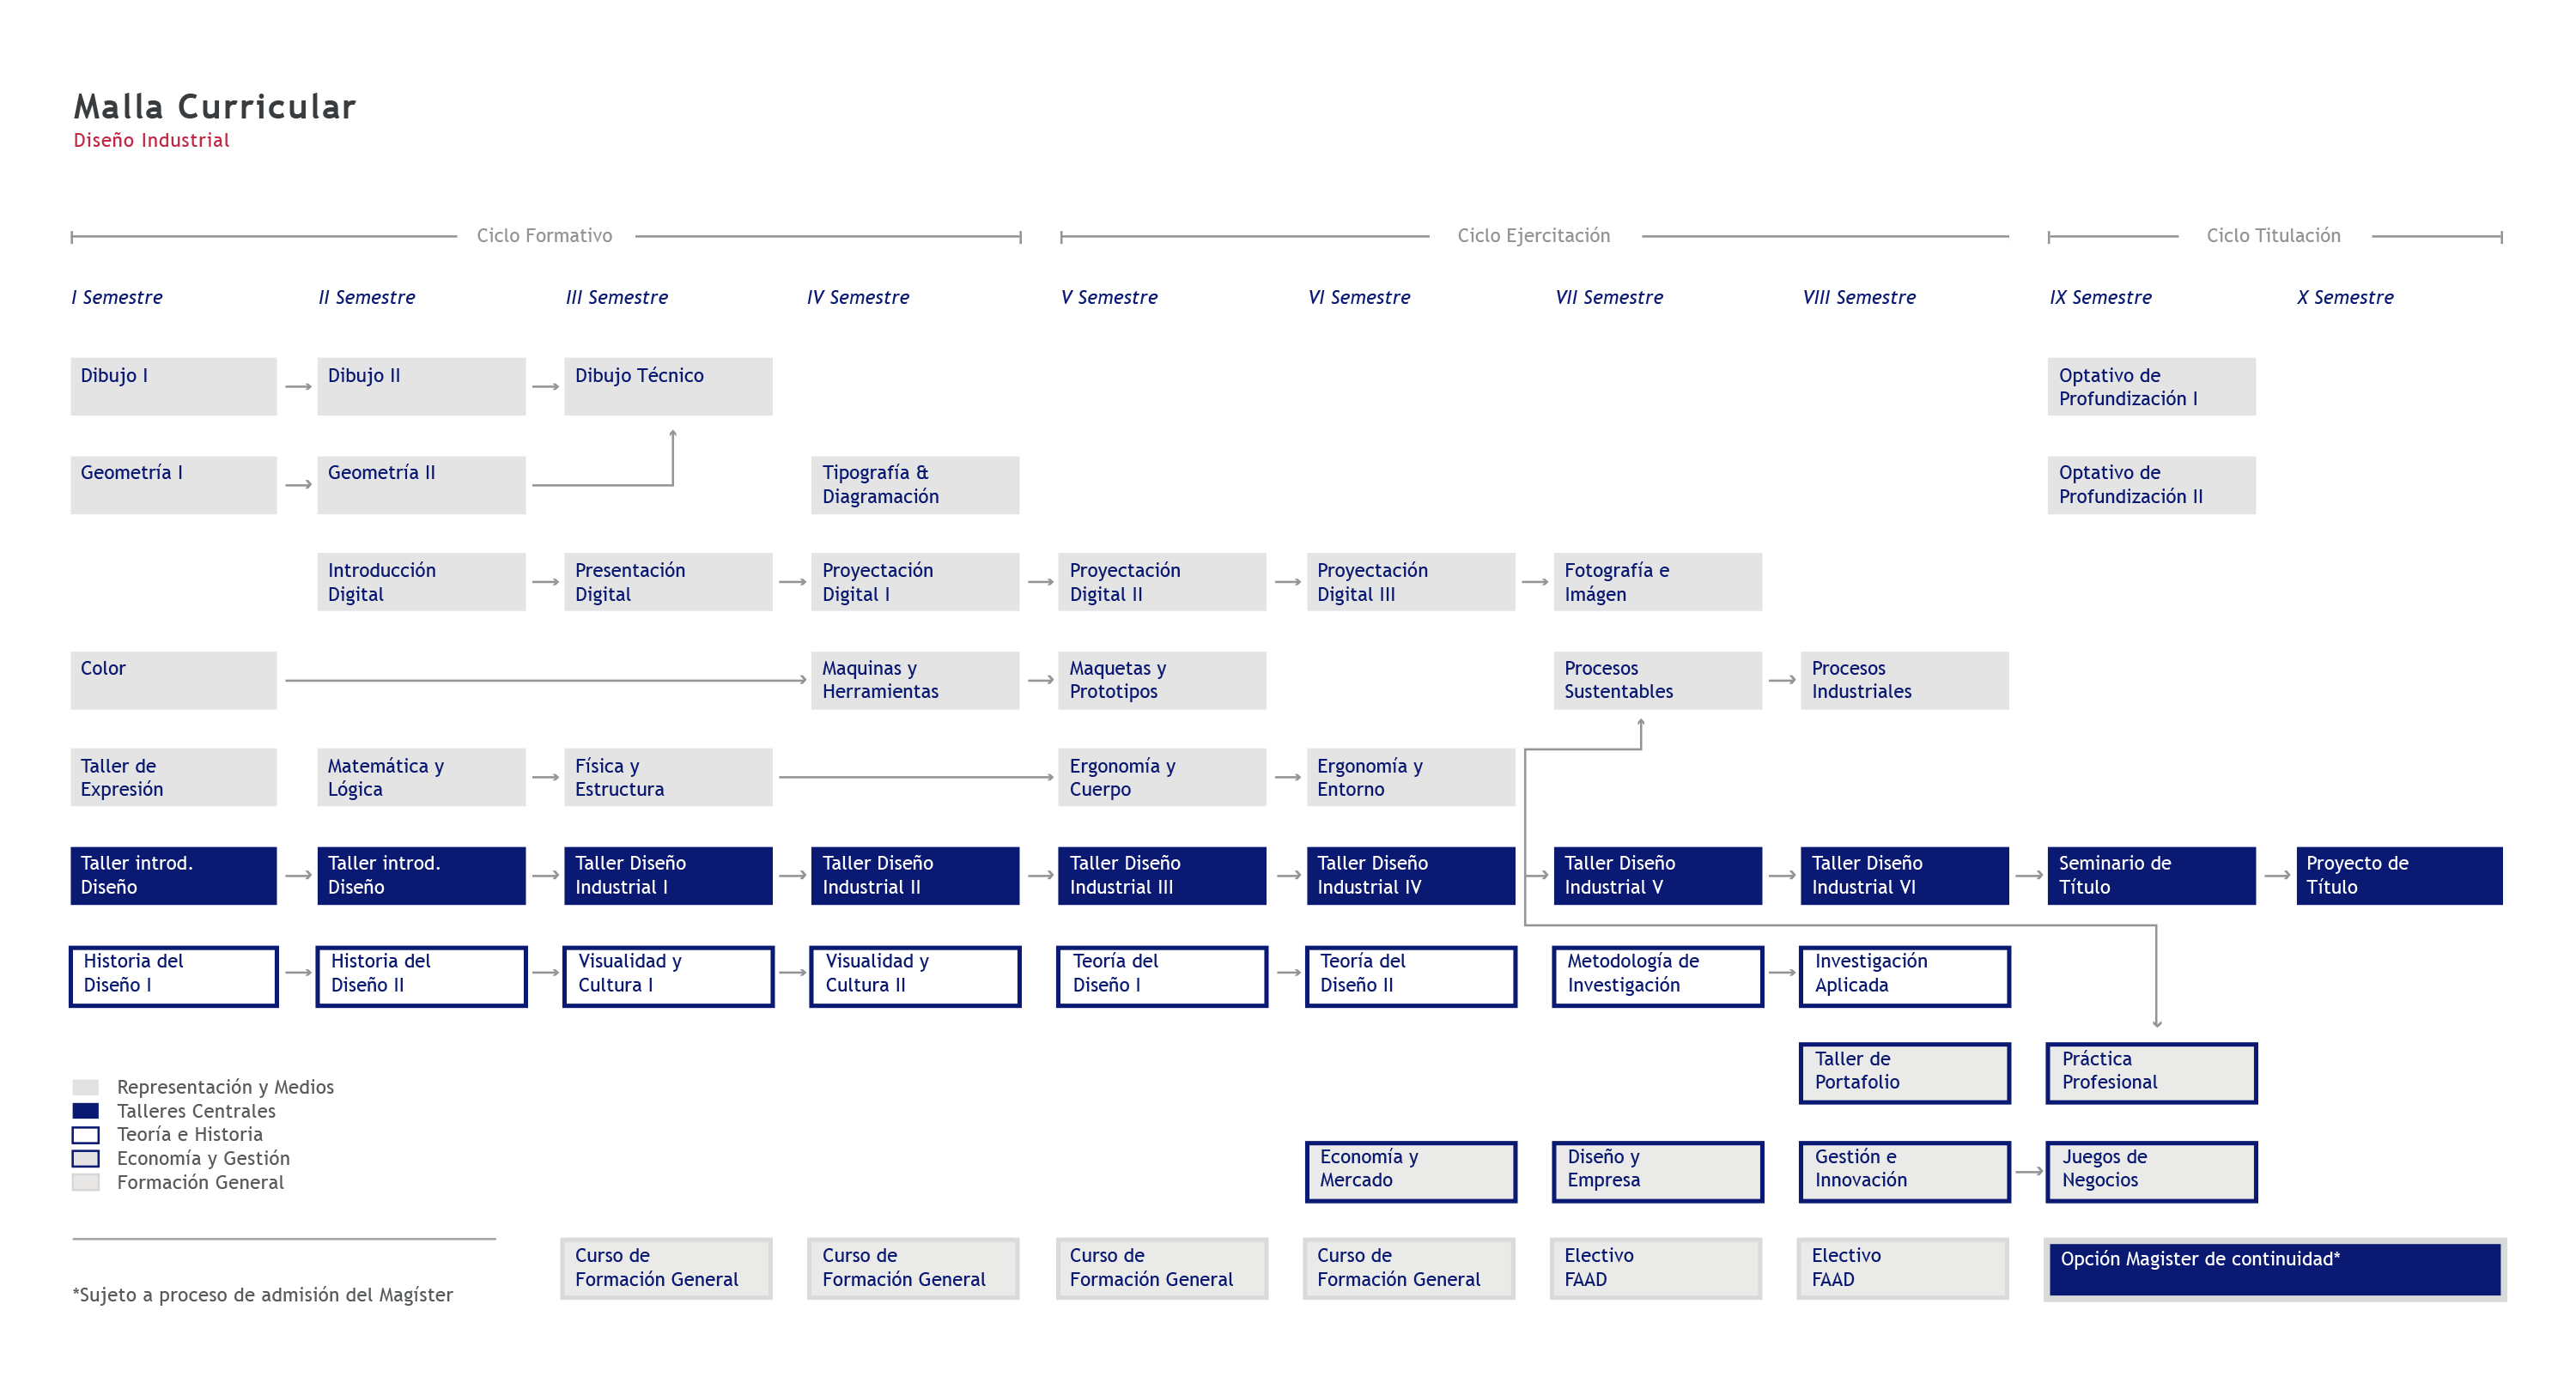 Malla Curricular
Diseño Industrial
Ciclo Formativo
Ciclo Ejercitación
Ciclo Titulación
I Semestre
II Semestre
III Semestre
IV Semestre
V Semestre
VI Semestre
VII Semestre
VIII Semestre
IX Semestre
X Semestre
Dibujo I
Dibujo II
Dibujo Técnico
Optativo de
Profundización I
Geometría I
Geometría II
Tipografía &
Diagramación
Optativo de
Profundización II
Introducción
Digital
Presentación
Digital
Proyectación
Digital I
Proyectación
Digital II
Proyectación
Digital III
Fotografía e
Imágen
Color
Maquinas y
Herramientas
Maquetas y
Prototipos
Procesos
Sustentables
Procesos
Industriales
Taller de
Expresión
Matemática y
Lógica
Física y
Estructura
Ergonomía y
Cuerpo
Ergonomía y
Entorno
Taller introd.
Diseño
Taller introd.
Diseño
Taller Diseño
Industrial I
Taller Diseño
Industrial II
Taller Diseño
Industrial III
Taller Diseño
Industrial IV
Taller Diseño
Industrial V
Taller Diseño
Industrial VI
Seminario de
Título
Proyecto de
Título
Historia del
Diseño I
Historia del
Diseño II
Visualidad y
Cultura I
Visualidad y
Cultura II
Teoría del
Diseño I
Teoría del
Diseño II
Metodología de
Investigación
Investigación
Aplicada
Taller de
Portafolio
Práctica
Profesional
Economía y
Mercado
Diseño y
Empresa
Gestión e
Innovación
Juegos de
Negocios
Curso de
Formación General
Curso de
Formación General
Curso de
Formación General
Curso de
Formación General
Electivo
FAAD
Electivo
FAAD
Opción Magister de continuidad*
Representación y Medios
Talleres Centrales
Teoría e Historia
Economía y Gestión
Formación General
*Sujeto a proceso de admisión del Magíster